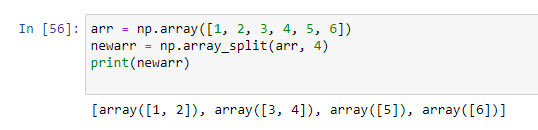 In [56]: arr = np.array([1, 2, 3, 4, 5, 6])
newarr = np.array_split(arr, 4)
print(newarr)
[array([1, 2]), array([3, 4]), array([5]), array([6])]